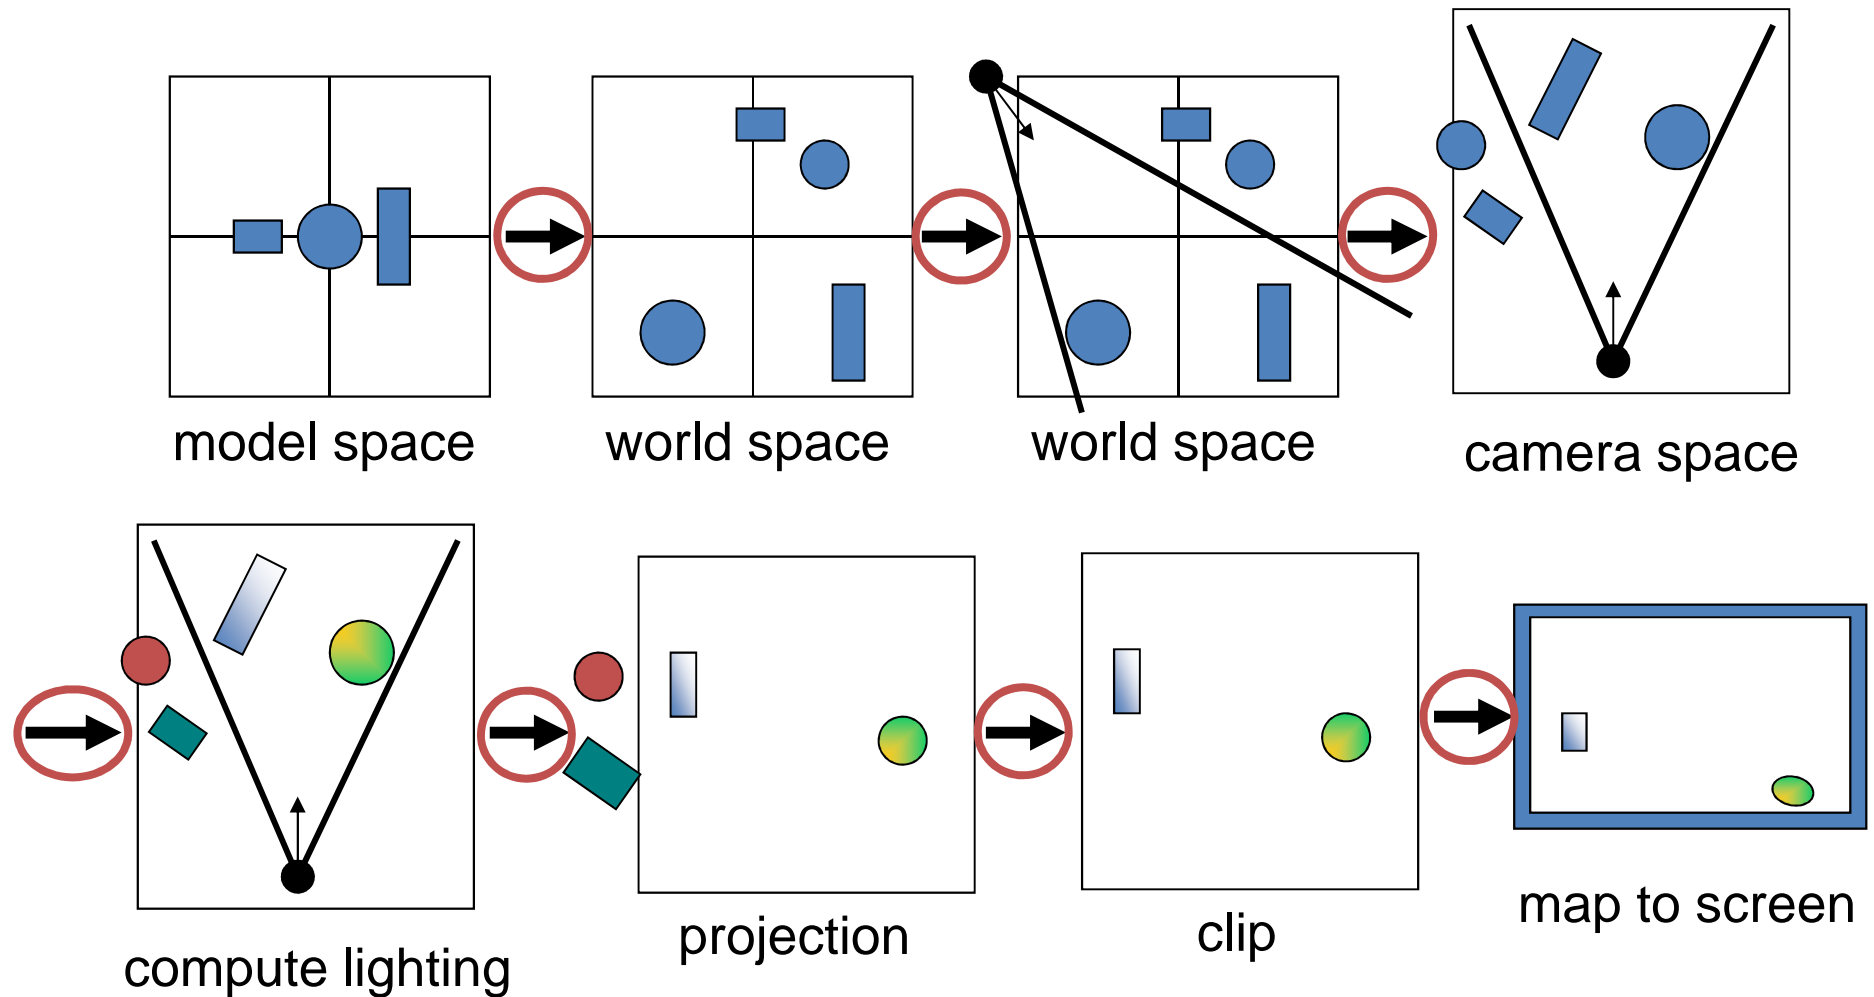 model space
world space
world space
camera space
compute lighting
projection
clip
map to screen